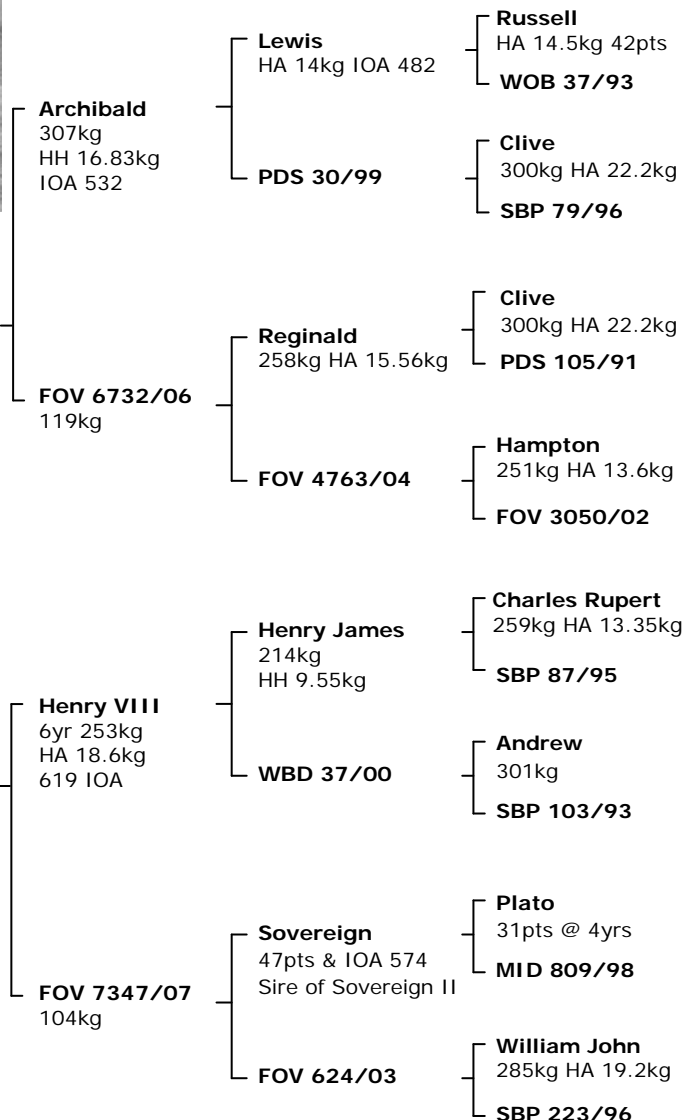 Archibald
307kg
HH 16.83kg
IOA 532
FOV 6732/06
119kg
Henry VIII
6yr 253kg
HA 18.6kg
619 IOA
FOV 7347/07
104kg
Lewis
HA 14kg IOA 482
PDS 30/99
Reginald
258kg HA 15.56kg
FOV 4763/04
Henry James
214kg
HH 9.55kg
WBD 37/00
Sovereign
47pts & IOA 574
Sire of Sovereign II
FOV 624/03
Russell
HA 14.5kg 42pts
WOB 37/93
Clive
300kg HA 22.2kg
SBP 79/96
Clive
300kg HA 22.2kg
PDS 105/91
Hampton
251kg HA 13.6kg
FOV 3050/02
Charles Rupert
259kg HA 13.35kg
SBP 87/95
Andrew
301kg
SBP 103/93
Plato
31pts @ 4yrs
MID 809/98
William John
285kg HA 19.2kg
SBP 223/96